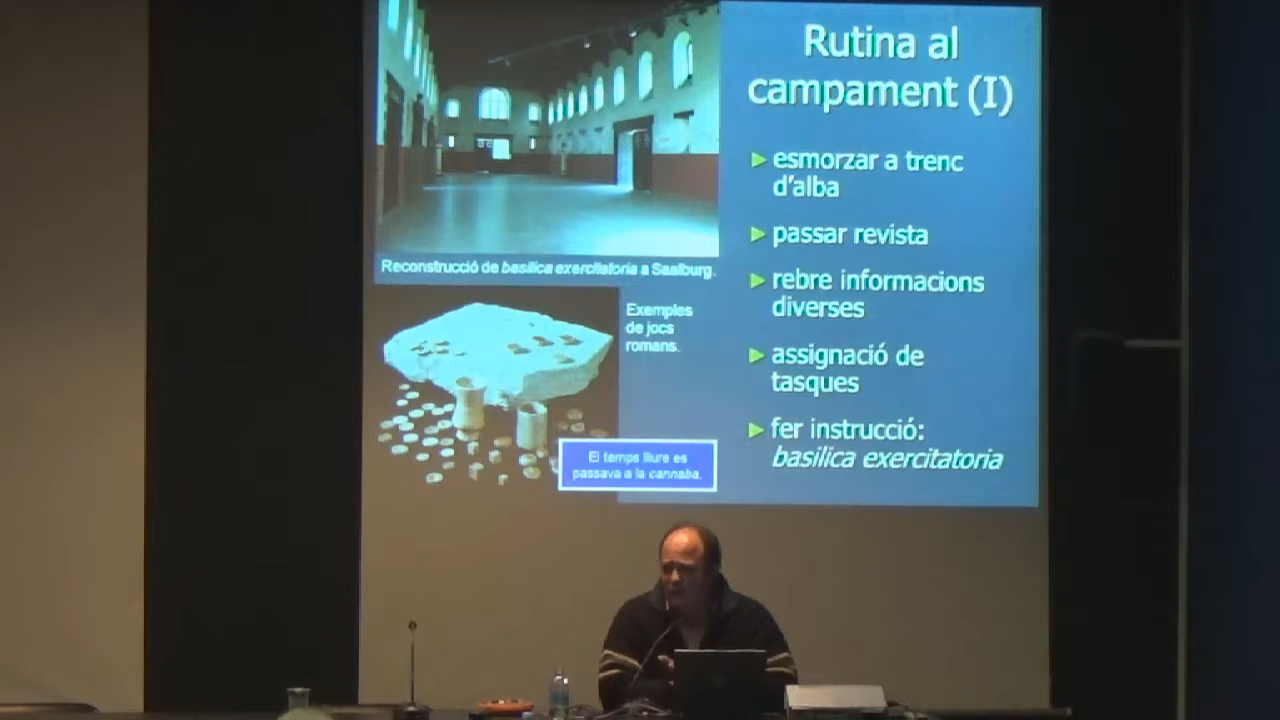 Rutina al
campament (I)
esmorzar a trenc
d'alba
passar revista
rebre informacions
diverses
assignació de
tasques
fer instrucció:
basilica exercitatoria
Reconstrucció de basilica exercitatoria a Saalburg.
Exemples
de jocs
romans.
El temps lliure es
passava a la cannaba.